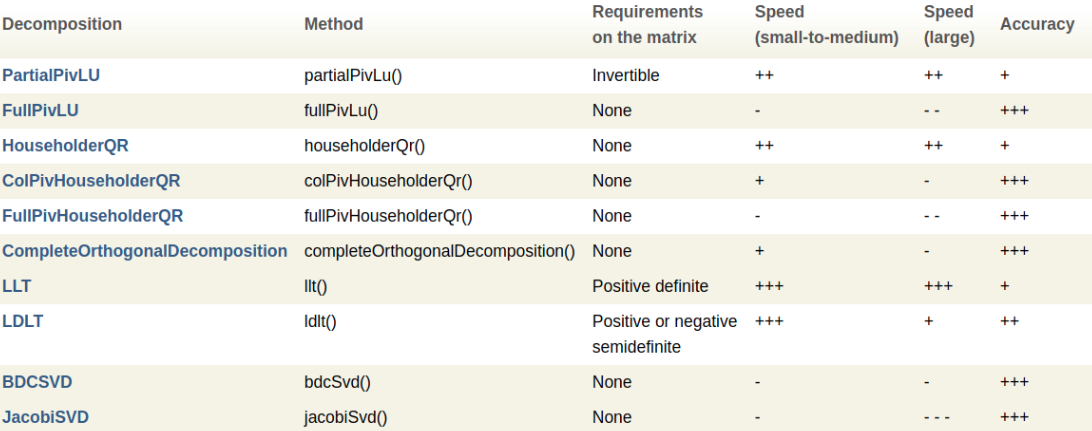 Decomposition Method Requirements on the matrix Speed (small-to-medium) Speed (large) Accuracy
PartialPivLU partialPivLu() Invertible ++ ++ +
FullPivLU fullPivLu() None - - - +++
HouseholderQR householderQr() None ++ ++ +
ColPivHouseholderQR colPivHouseholderQr() None + - +++
FullPivHouseholderQR fullPivHouseholderQr() None - - - +++
CompleteOrthogonalDecomposition completeOrthogonalDecomposition() None + - +++
LLT llt() Positive definite +++ +++ +
LDLT ldlt() Positive or negative semidefinite +++ + ++
BDCSVD bdcSvd() None - - +++
JacobiSVD jacobiSvd() None - - - - +++